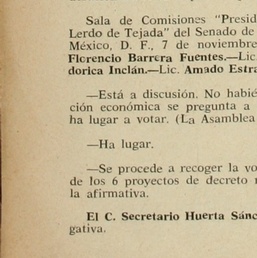 Sala de Comisiones "Presid
Lerdo de Tejada" del Senado de
México, D. F., 7 de noviembre
Florencio Barrera Fuentes.—Lic
dorica Inclán.—Lic. Amado Estra
—Está a discusión. No habié
ción económica se pregunta a
ha lugar a votar. (La Asamblea
—Ha lugar.
—Se procede a recoger la vo
de los 6 proyectos de decreto
la afirmativa.
El C. Secretario Huerta Sánc
gativa.